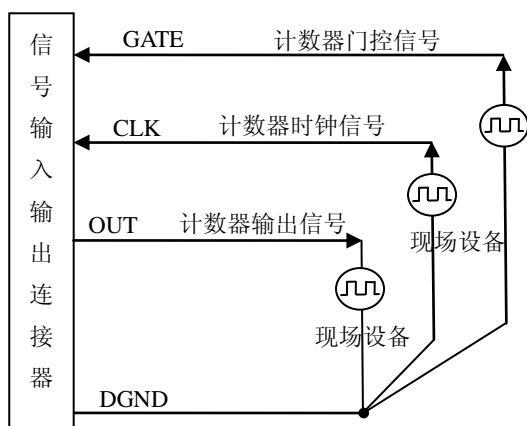 信号输入输出连接器
GATE 计数器门控信号
CLK 计数器时钟信号
OUT 计数器输出信号
现场设备
现场设备
DGND